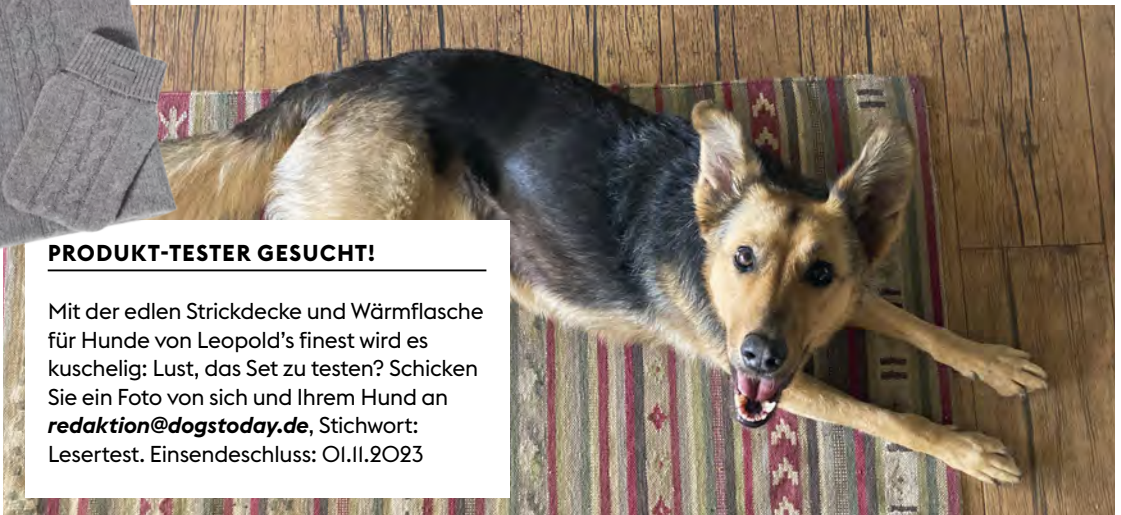 PRODUKT-TESTER GESUCHT!
Mit der edlen Strickdecke und Wärmflasche
für Hunde von Leopold’s finest wird es
kuschelig: Lust, das Set zu testen? Schicken
Sie ein Foto von sich und Ihrem Hund an
redaktion@dogstoday.de, Stichwort:
Lesertest. Einsendeschluss: 01.11.2023